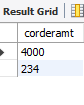 Result Grid
corderamt
4000
234